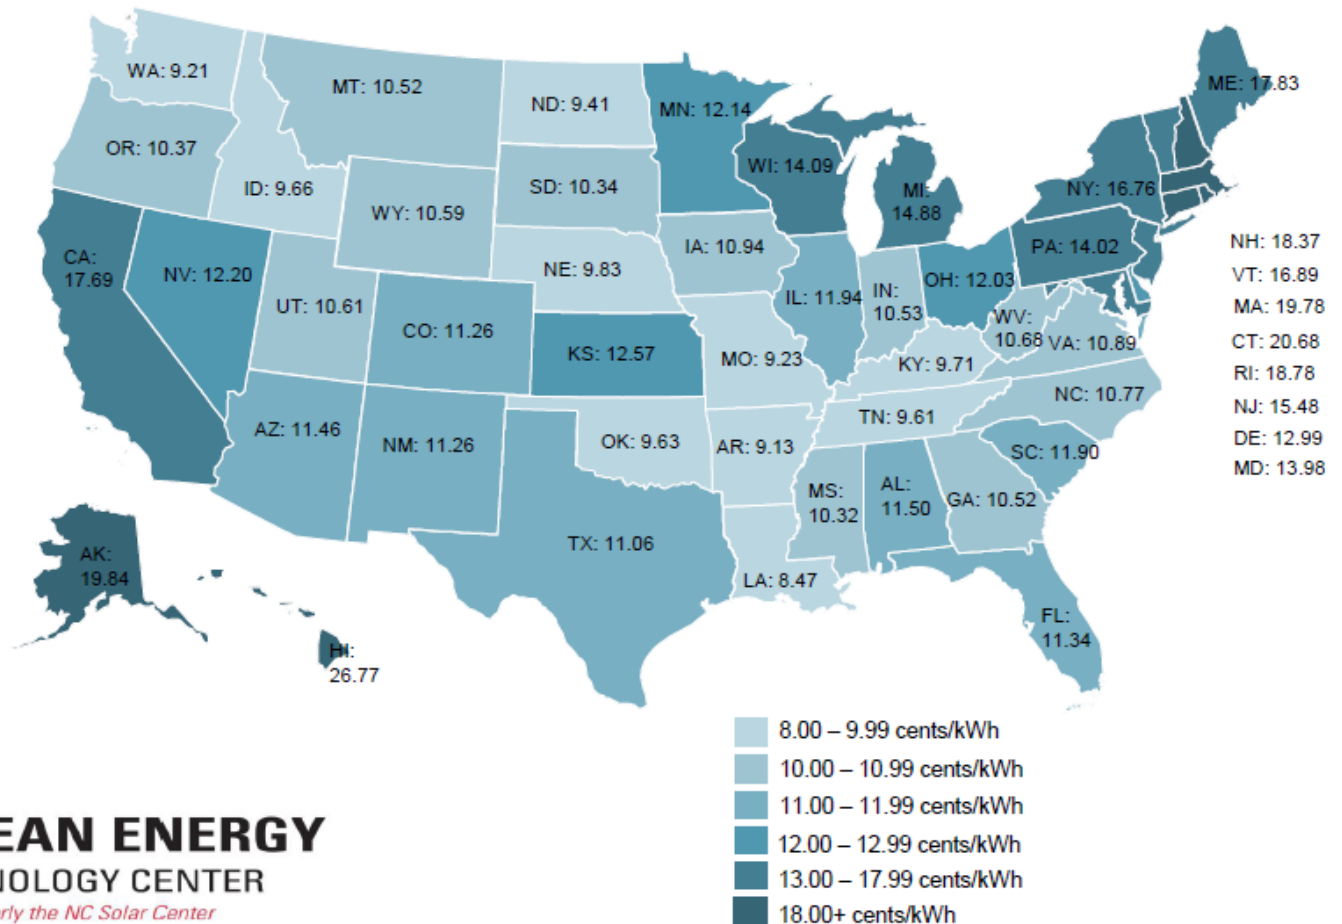 WA: 9.21
MT: 10.52
ND: 9.41
MN: 12.14
ME: 17.83
OR: 10.37
ID: 9.66
WY: 10.59
SD: 10.34
WI: 14.09
MI:
14.88
NY: 16.76
CA:
17.69
NV: 12.20
UT: 10.61
CO: 11.26
NE: 9.83
IA: 10.94
IL: 11.94
IN:
10.53
OH: 12.03
PA: 14.02
NH: 18.37
VT: 16.89
MA: 19.78
CT: 20.68
RI: 18.78
NJ: 15.48
DE: 12.99
MD: 13.98
KS: 12.57
MO: 9.23
KY: 9.71
WV:
10.68
VA: 10.89
AZ: 11.46
NM: 11.26
OK: 9.63
AR: 9.13
TN: 9.61
NC: 10.77
SC: 11.90
MS:
10.32
AL:
11.50
GA: 10.52
TX: 11.06
LA: 8.47
FL:
11.34
AK:
19.84
HI:
26.77
8.00 – 9.99 cents/kWh
10.00 – 10.99 cents/kWh
11.00 – 11.99 cents/kWh
12.00 – 12.99 cents/kWh
13.00 – 17.99 cents/kWh
18.00+ cents/kWh
EAN ENERGY
NOLOGY CENTER
erly the NC Solar Center